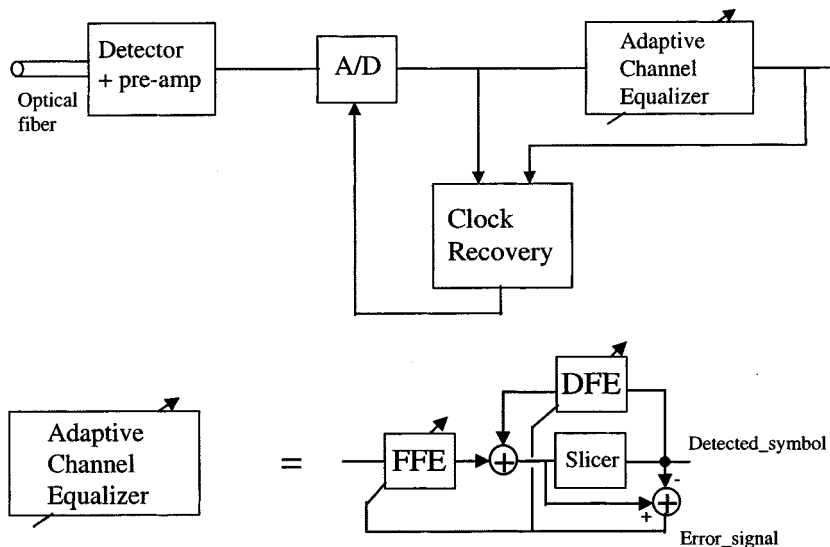 Detector
+ pre-amp
Optical
fiber
A/D
Adaptive
Channel
Equalizer
Clock
Recovery
Adaptive
Channel
Equalizer
=
FFE
+
DFE
Slicer
Detected_symbol
-
+
+
Error_signal